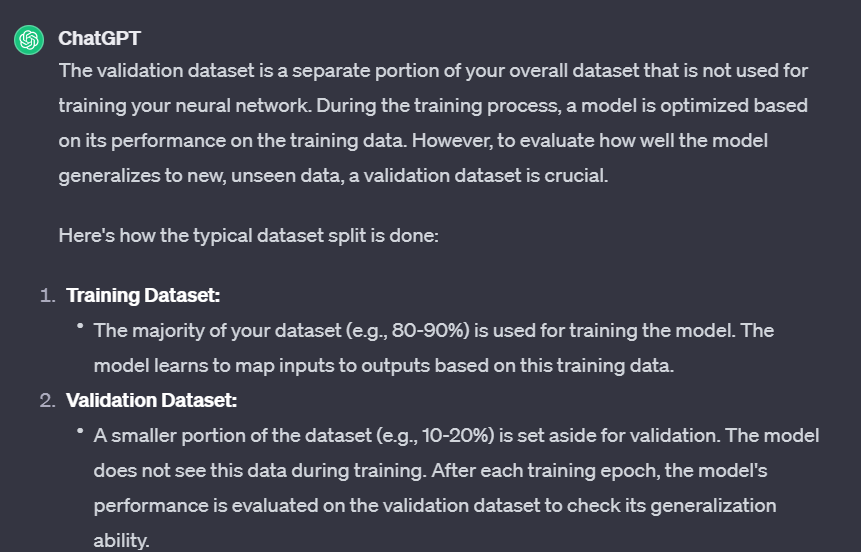 ChatGPT
The validation dataset is a separate portion of your overall dataset that is not used for
training your neural network. During the training process, a model is optimized based
on its performance on the training data. However, to evaluate how well the model
generalizes to new, unseen data, a validation dataset is crucial.
Here's how the typical dataset split is done:
1. Training Dataset:
• The majority of your dataset (e.g., 80-90%) is used for training the model. The
model learns to map inputs to outputs based on this training data.
2. Validation Dataset:
• A smaller portion of the dataset (e.g., 10-20%) is set aside for validation. The model
does not see this data during training. After each training epoch, the model's
performance is evaluated on the validation dataset to check its generalization
ability.